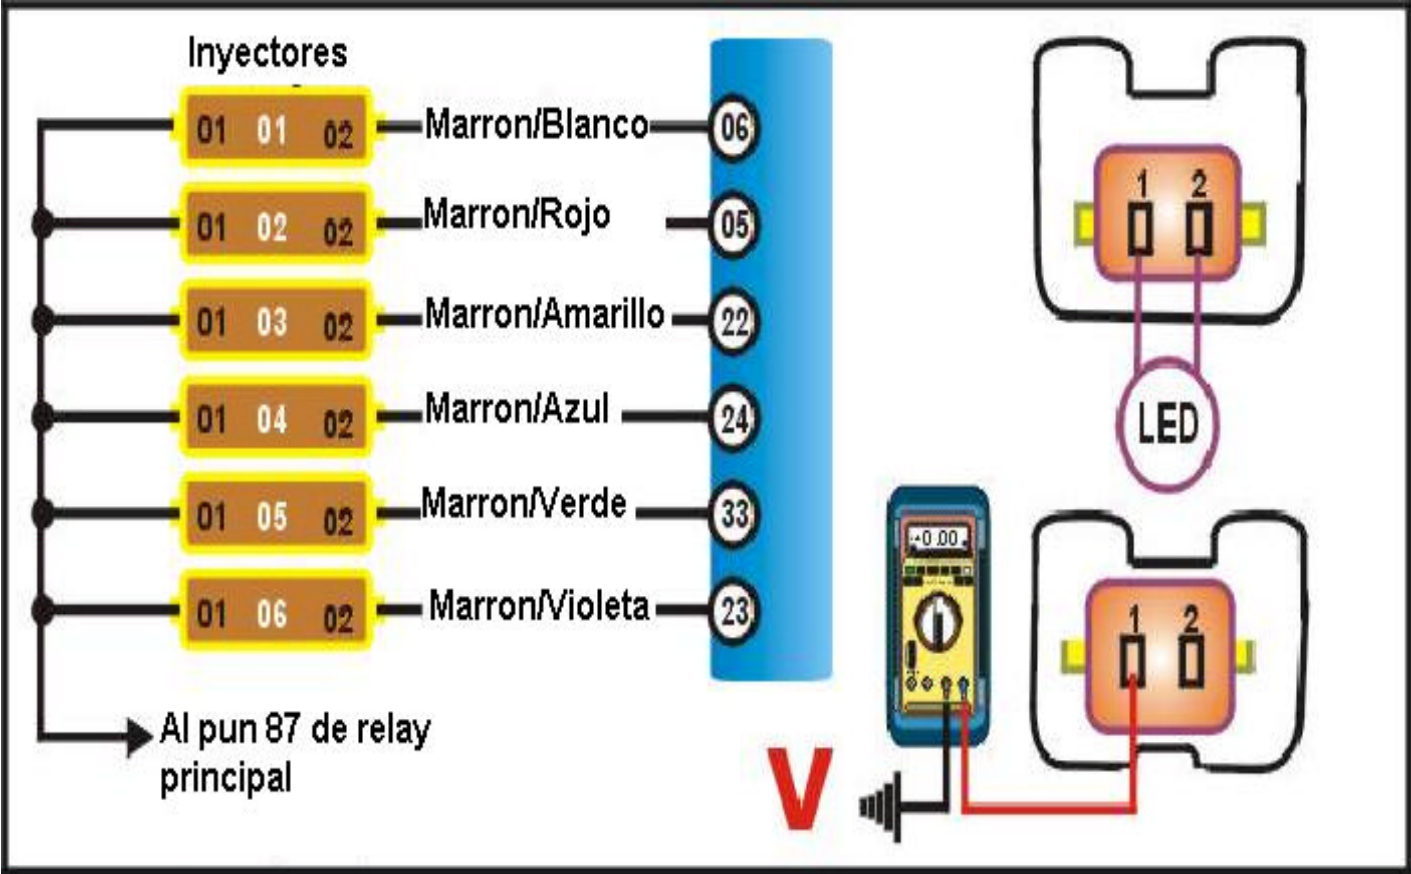 Inyectores
01 01 02 Marron/Blanco 06
01 02 02 Marron/Rojo 05
01 03 02 Marron/Amarillo 22
01 04 02 Marron/Azul 24
01 05 02 Marron/Verde 33
01 06 02 Marron/Violeta 23
Al pun 87 de relay
principal
1 2
LED
+0.00
1 2
V